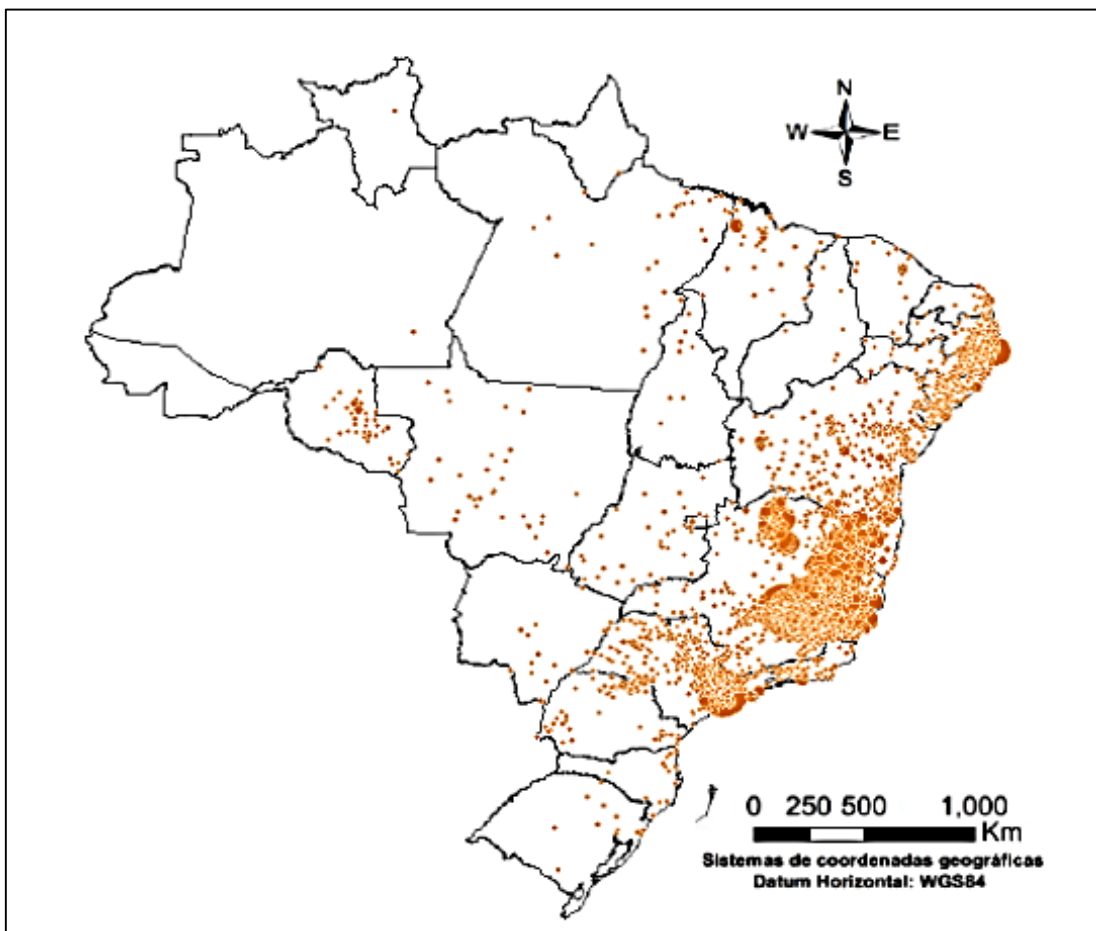 N
W E
S
0 250 500 1,000
Km
Sistemas de coordenadas geográficas
Datum Horizontal: WGS84